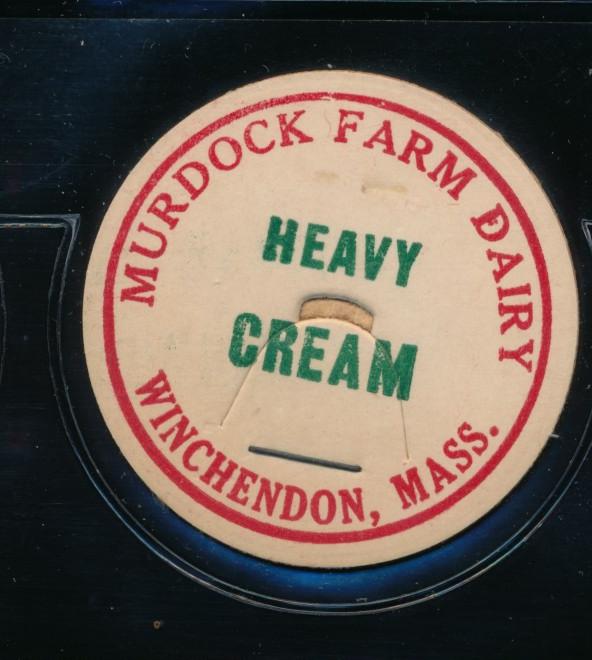 MURDOCK FARM DAIRY
HEAVY
CREAM
WINCHENDON, MASS.